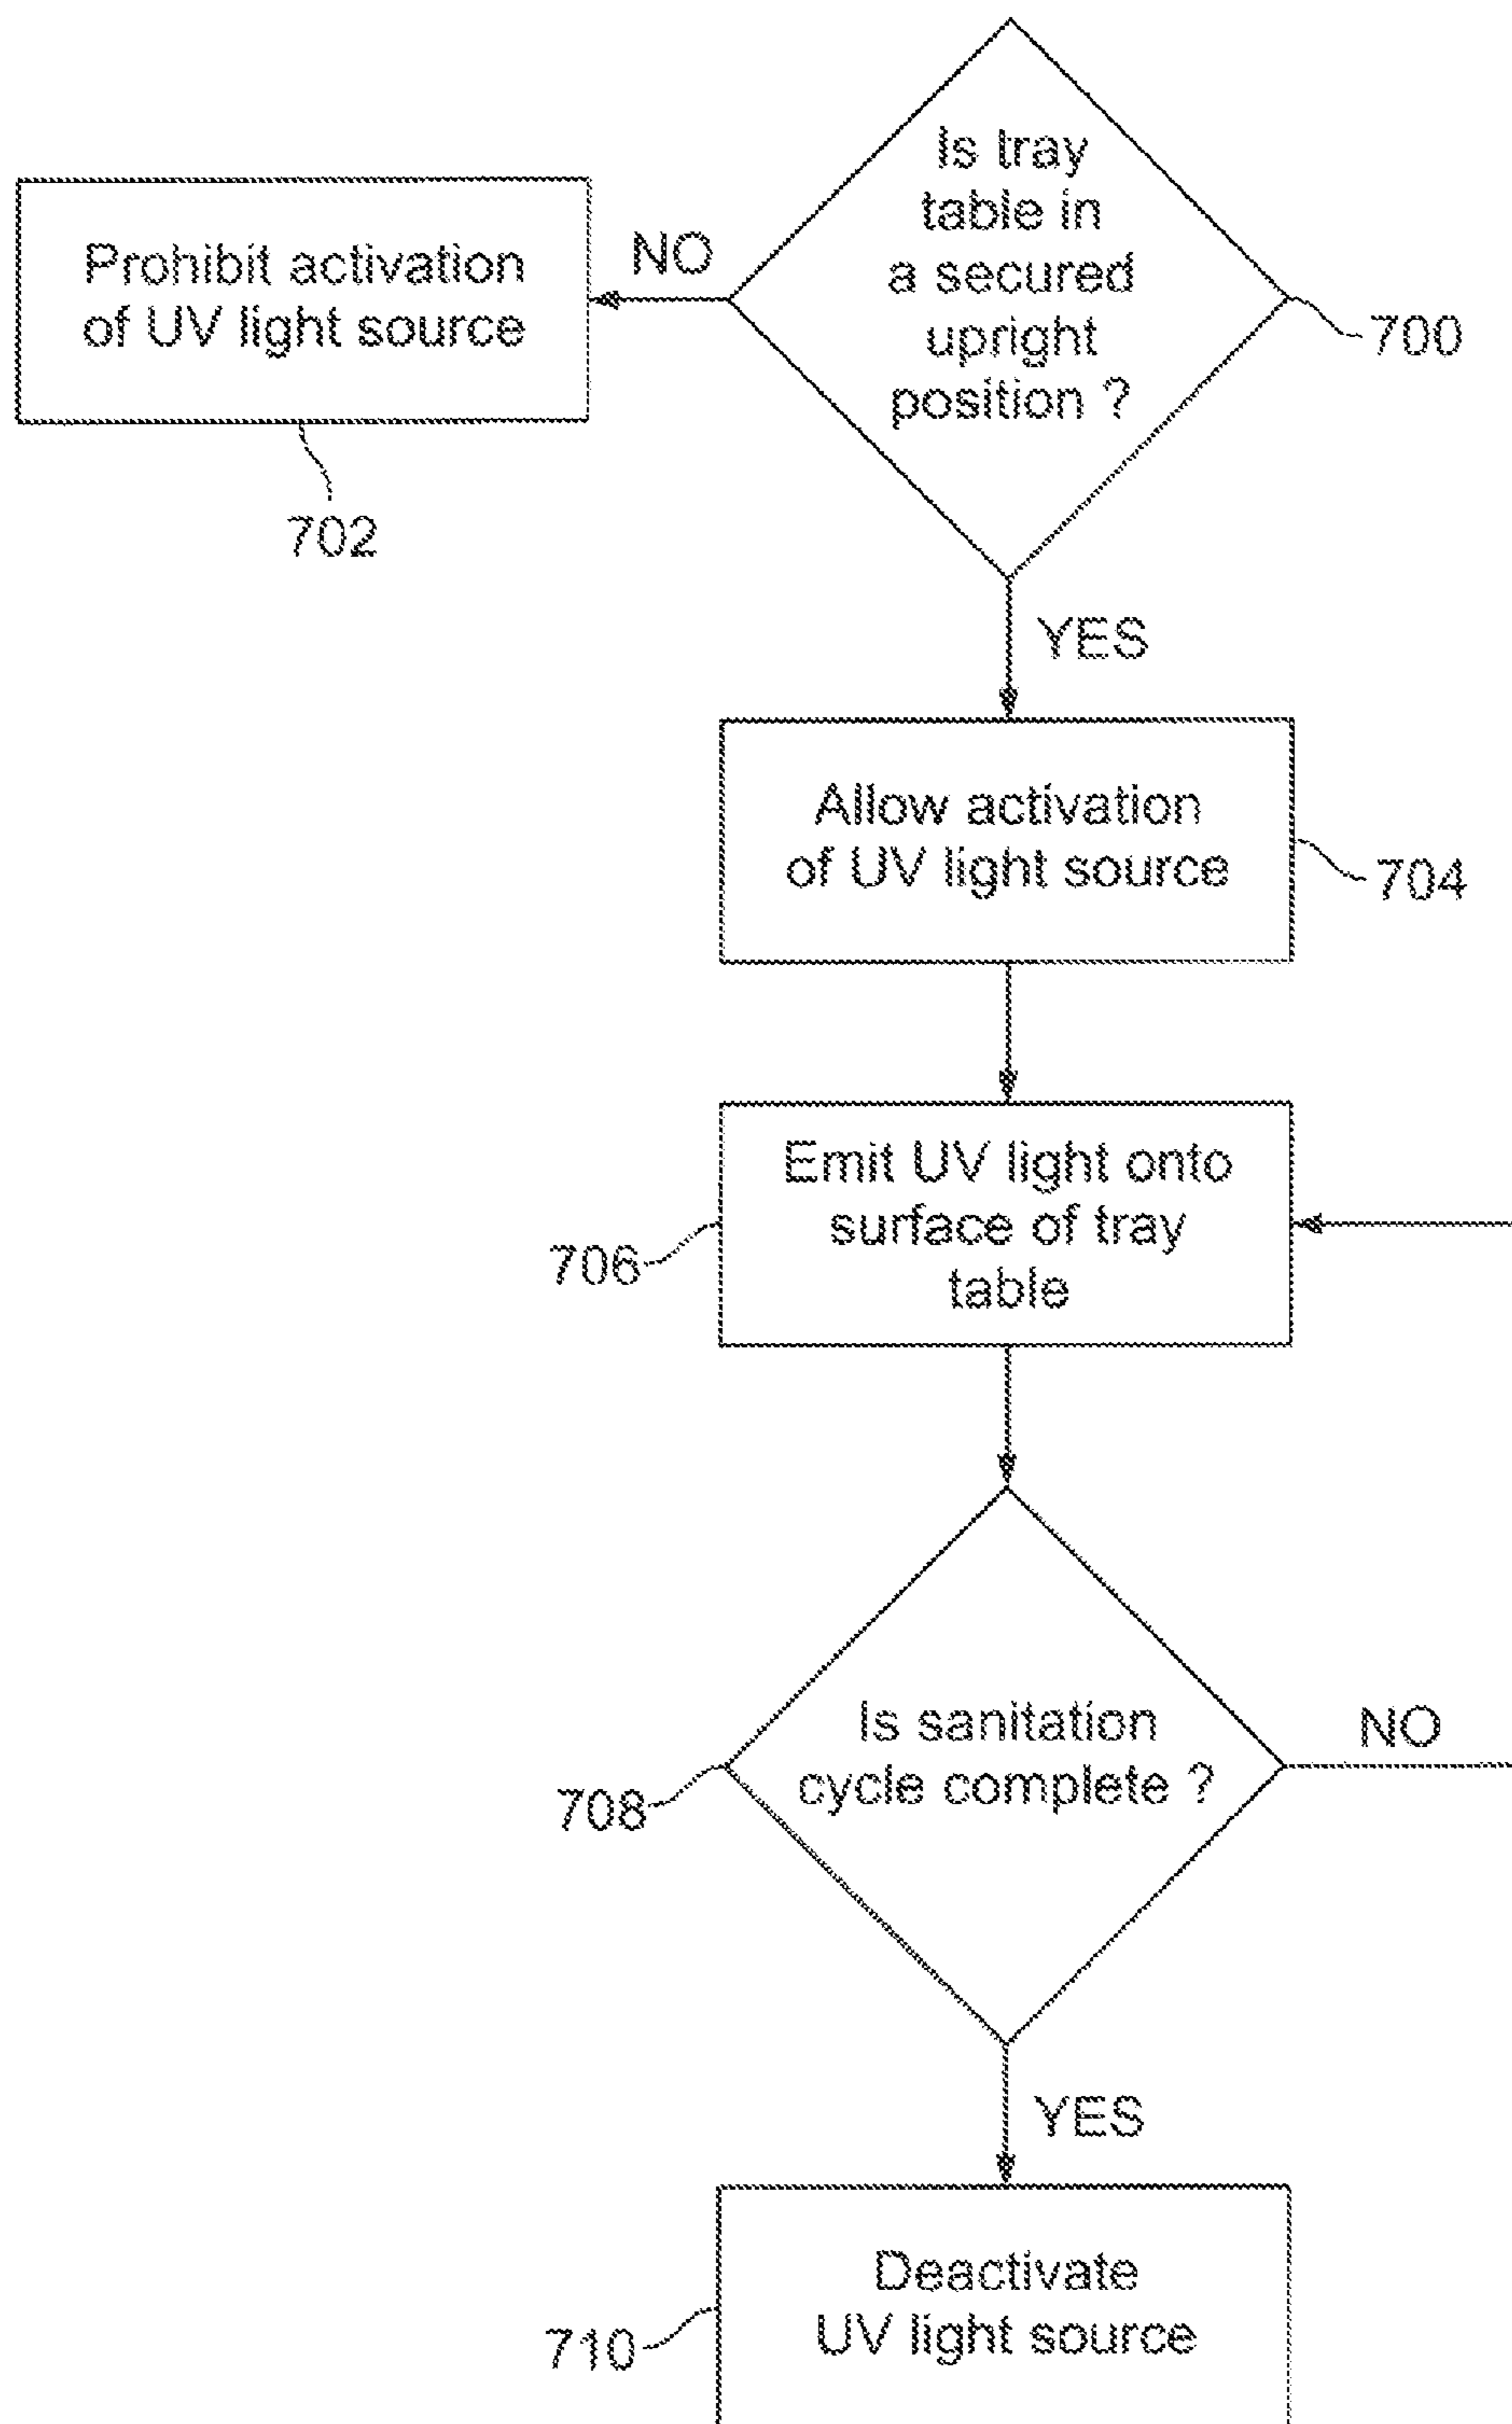 Is tray
table in
a secured
upright
position ?
700
NO
Prohibit activation
of UV light source
702
YES
Allow activation
of UV light source
704
Emit UV light onto
surface of tray
table
706
Is sanitation
cycle complete ?
708
NO
YES
Deactivate
UV light source
710